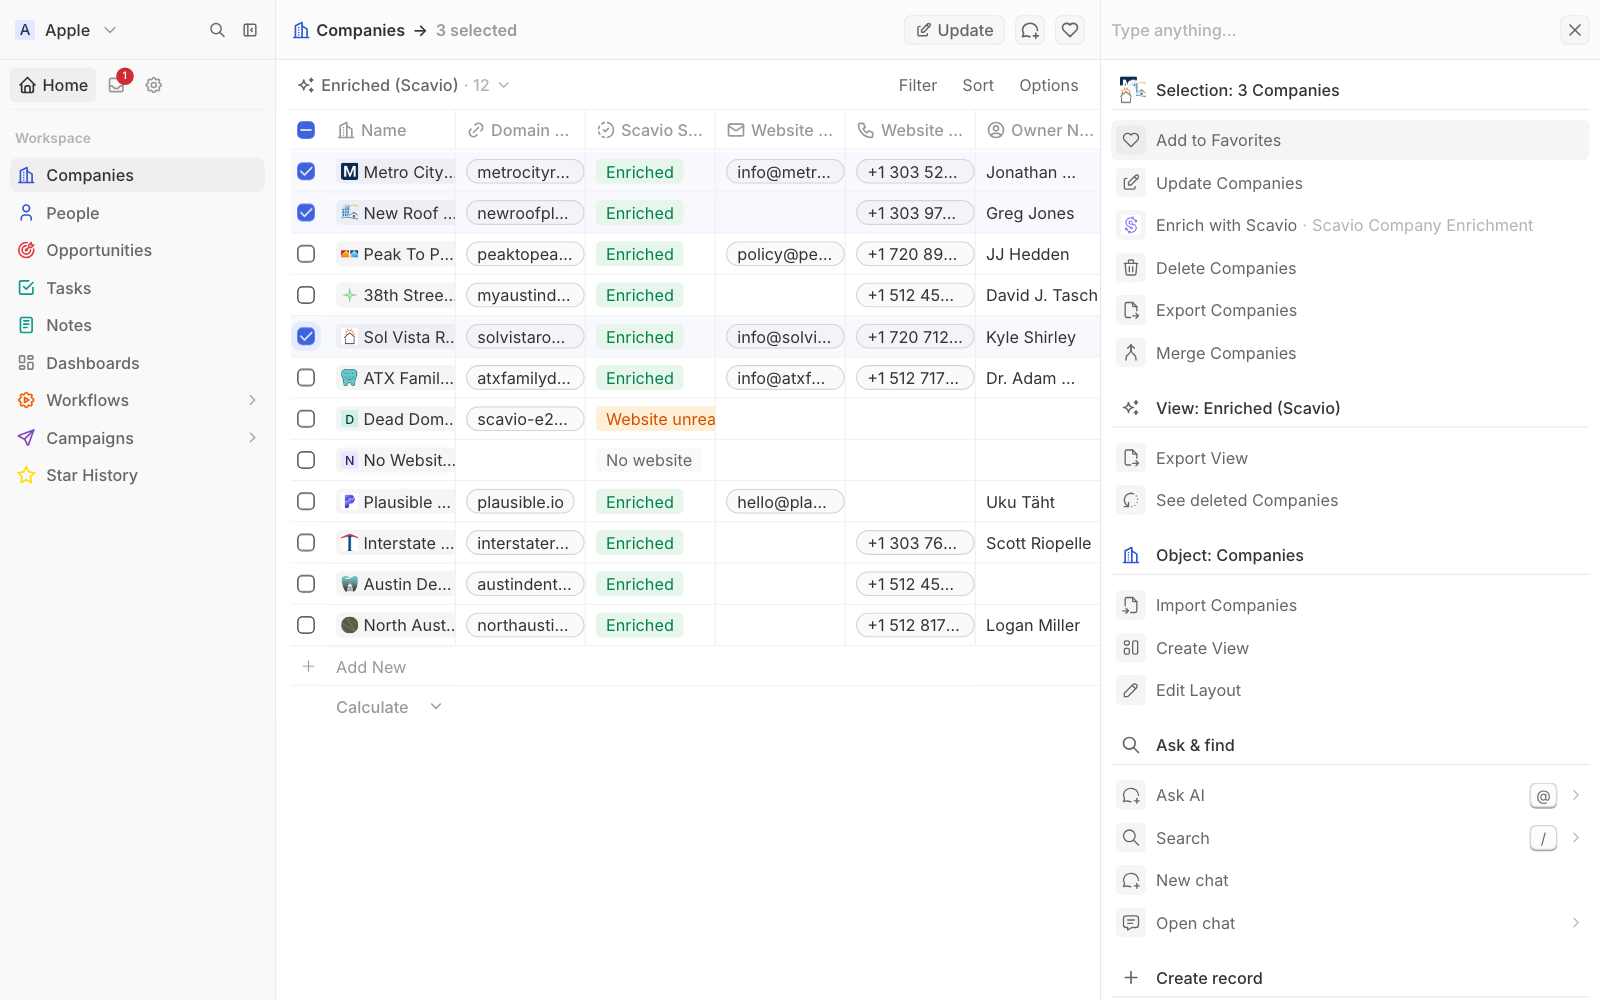 A Apple
Home
1
Workspace
Companies
People
Opportunities
Tasks
Notes
Dashboards
Workflows
Campaigns
Star History
Companies → 3 selected
Update
Enriched (Scavio) · 12
Filter Sort Options
Name Domain ... Scavio S... Website ... Website ... Owner N...
M Metro City... metrocityr... Enriched info@metr... +1 303 52... Jonathan ...
New Roof ... newroofpl... Enriched +1 303 97... Greg Jones
Peak To P... peaktopea... Enriched policy@pe... +1 720 89... JJ Hedden
38th Stree... myaustind... Enriched +1 512 45... David J. Tasch
Sol Vista R... solvistaro... Enriched info@solvi... +1 720 712... Kyle Shirley
ATX Famil... atxfamilyd... Enriched info@atxf... +1 512 717... Dr. Adam ...
D Dead Dom... scavio-e2... Website unrea
N No Websit... No website
Plausible ... plausible.io Enriched hello@pla... Uku Täht
Interstate ... interstater... Enriched +1 303 76... Scott Riopelle
Austin De... austindent... Enriched +1 512 45...
North Aust... northausti... Enriched +1 512 817... Logan Miller
Add New
Calculate
Type anything...
Selection: 3 Companies
Add to Favorites
Update Companies
Enrich with Scavio · Scavio Company Enrichment
Delete Companies
Export Companies
Merge Companies
View: Enriched (Scavio)
Export View
See deleted Companies
Object: Companies
Import Companies
Create View
Edit Layout
Ask & find
Ask AI @
Search /
New chat
Open chat
Create record